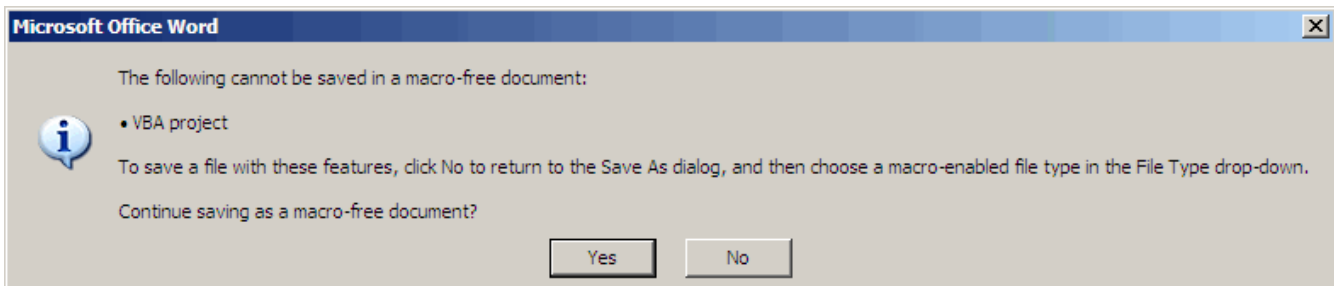 Microsoft Office Word
The following cannot be saved in a macro-free document:
• VBA project
To save a file with these features, click No to return to the Save As dialog, and then choose a macro-enabled file type in the File Type drop-down.
Continue saving as a macro-free document?
Yes
No